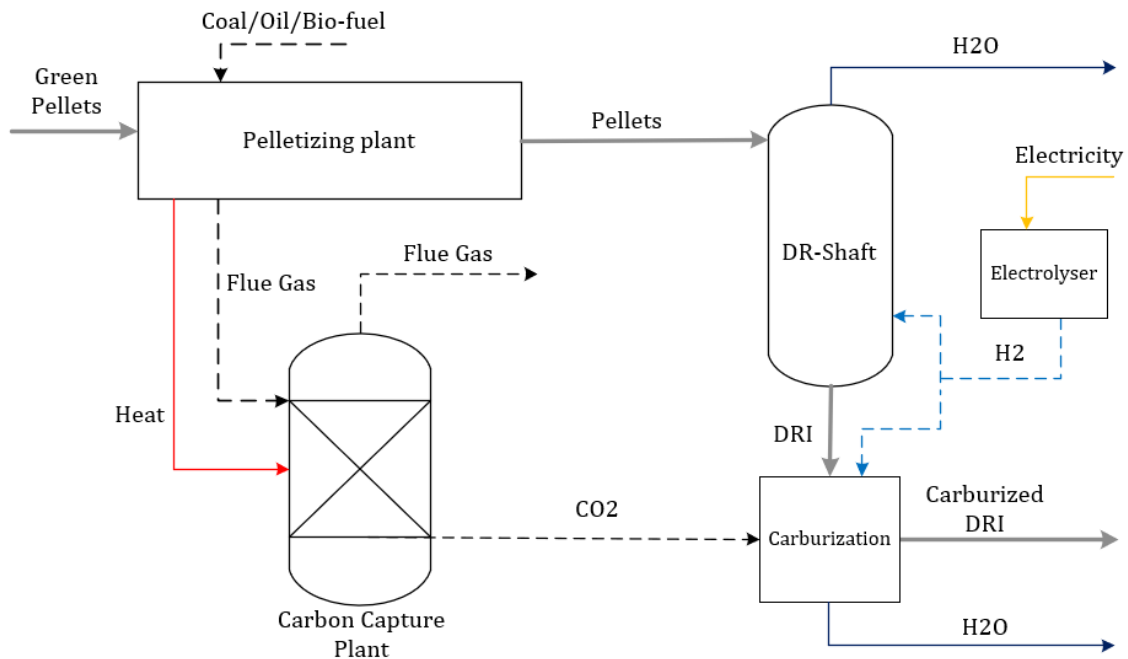 Coal/Oil/Bio-fuel
H2O
Green
Pellets
Pelletizing plant
Pellets
Electricity
DR-Shaft
Electrolyser
Flue Gas
Flue Gas
H2
Heat
DRI
CO2
Carburization
Carburized
DRI
Carbon Capture
Plant
H2O